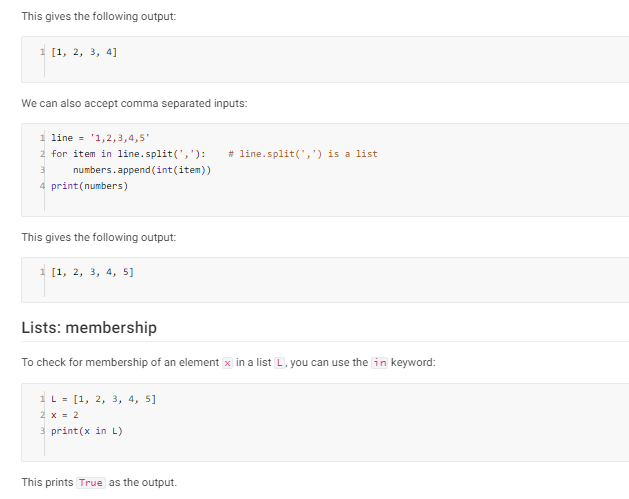 This gives the following output:
1 [1, 2, 3, 4]
We can also accept comma separated inputs:
1 line = '1,2,3,4,5'
2 for item in line.split(','):    # line.split(',') is a list
3     numbers.append(int(item))
4 print(numbers)
This gives the following output:
1 [1, 2, 3, 4, 5]
Lists: membership
To check for membership of an element x in a list L, you can use the in keyword:
1 L = [1, 2, 3, 4, 5]
2 x = 2
3 print(x in L)
This prints True as the output.